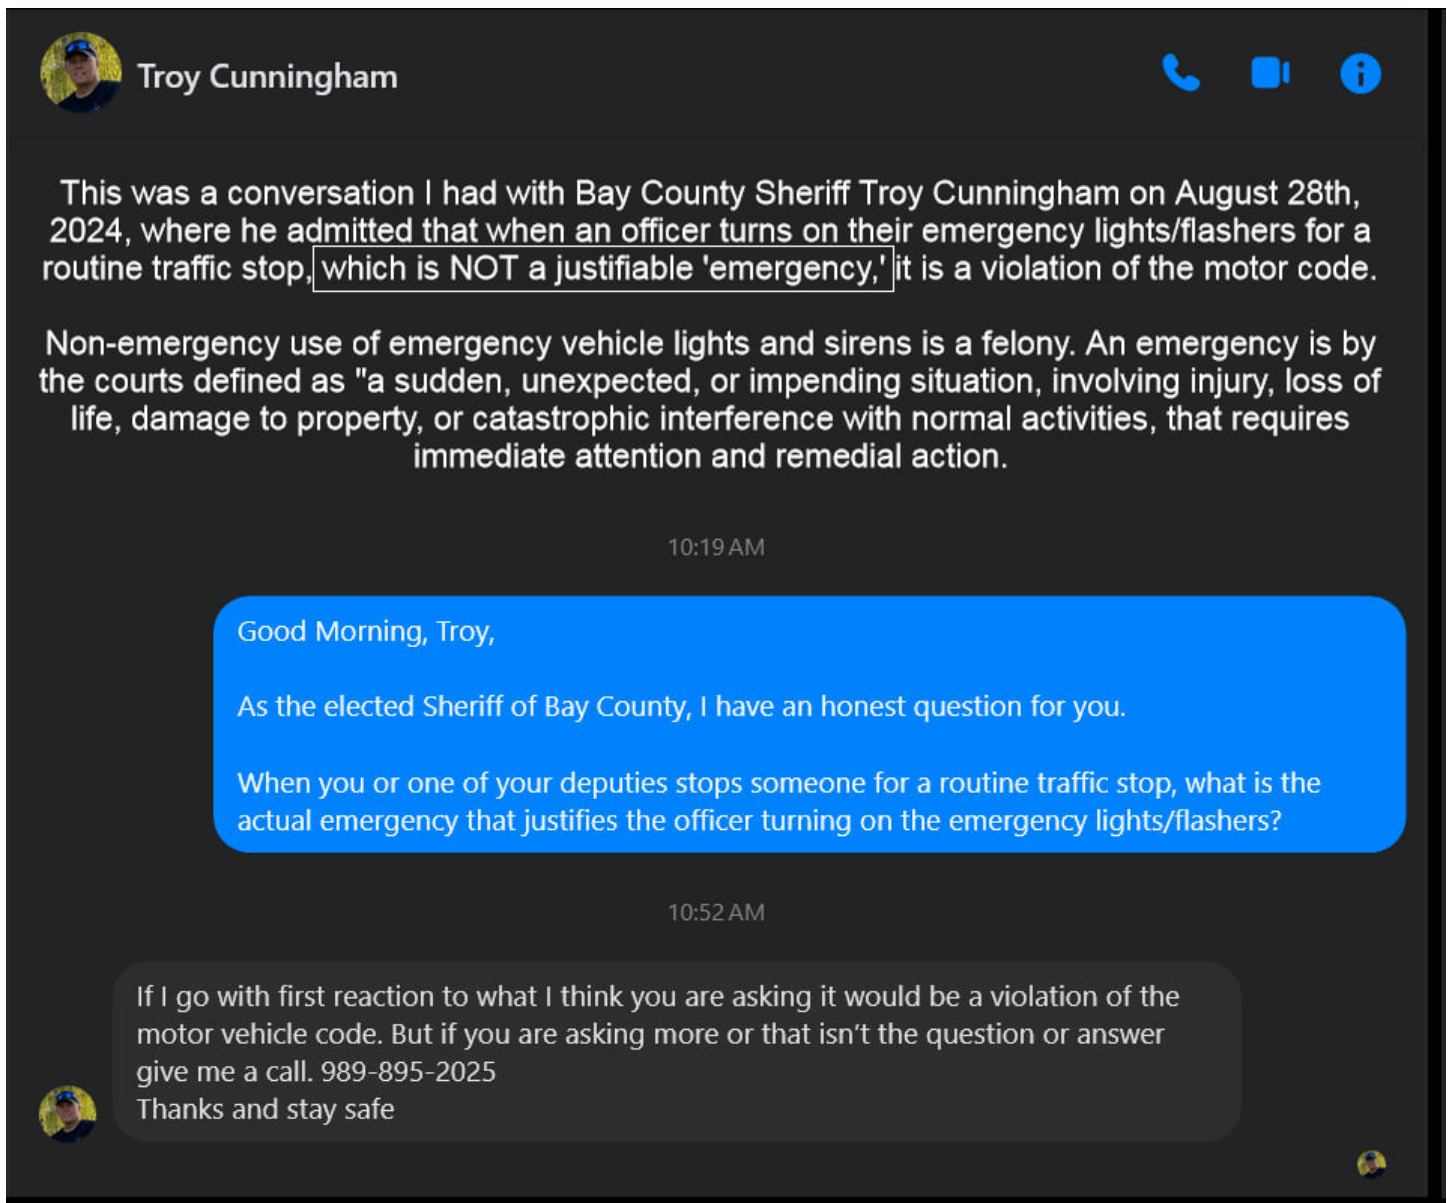 Troy Cunningham
This was a conversation I had with Bay County Sheriff Troy Cunningham on August 28th,
2024, where he admitted that when an officer turns on their emergency lights/flashers for a
routine traffic stop, which is NOT a justifiable 'emergency,' it is a violation of the motor code.
Non-emergency use of emergency vehicle lights and sirens is a felony. An emergency is by
the courts defined as "a sudden, unexpected, or impending situation, involving injury, loss of
life, damage to property, or catastrophic interference with normal activities, that requires
immediate attention and remedial action.
10:19 AM
Good Morning, Troy,
As the elected Sheriff of Bay County, I have an honest question for you.
When you or one of your deputies stops someone for a routine traffic stop, what is the
actual emergency that justifies the officer turning on the emergency lights/flashers?
10:52 AM
If I go with first reaction to what I think you are asking it would be a violation of the
motor vehicle code. But if you are asking more or that isn't the question or answer
give me a call. 989-895-2025
Thanks and stay safe